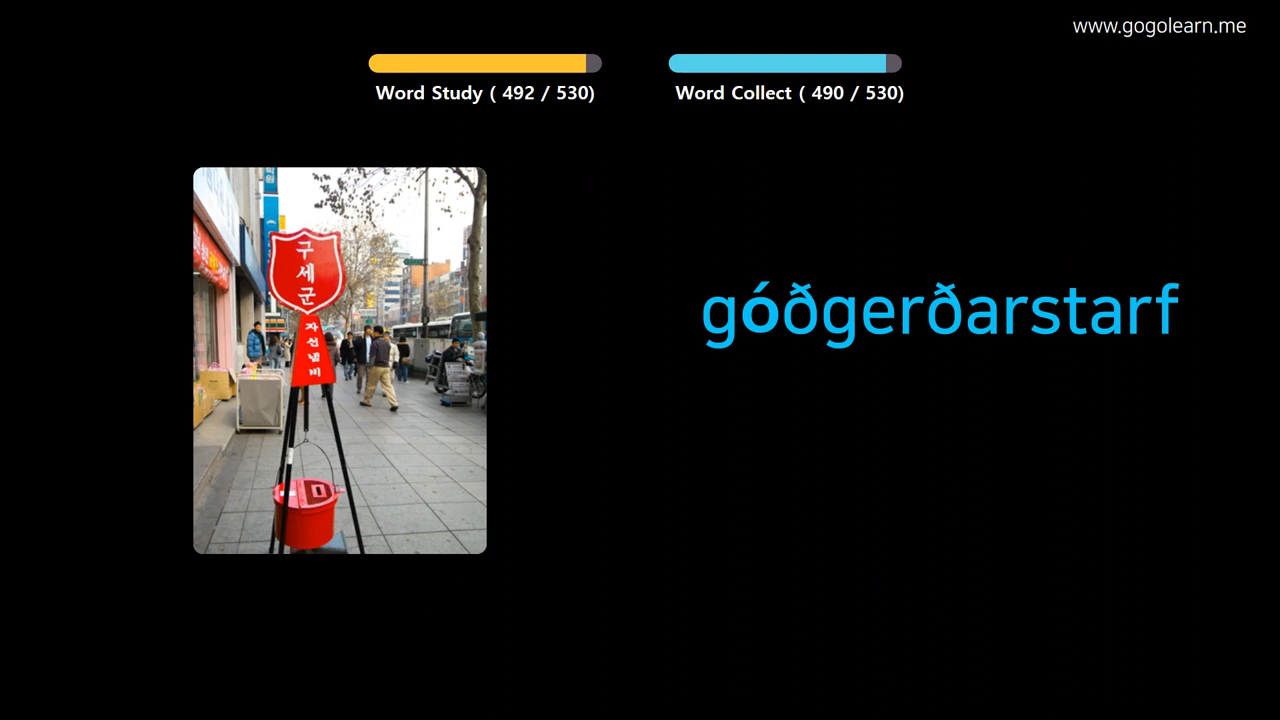 www.gogolearn.me
Word Study ( 492 / 530)
Word Collect ( 490 / 530)
구세군
자선냄비
góðgerðarstarf